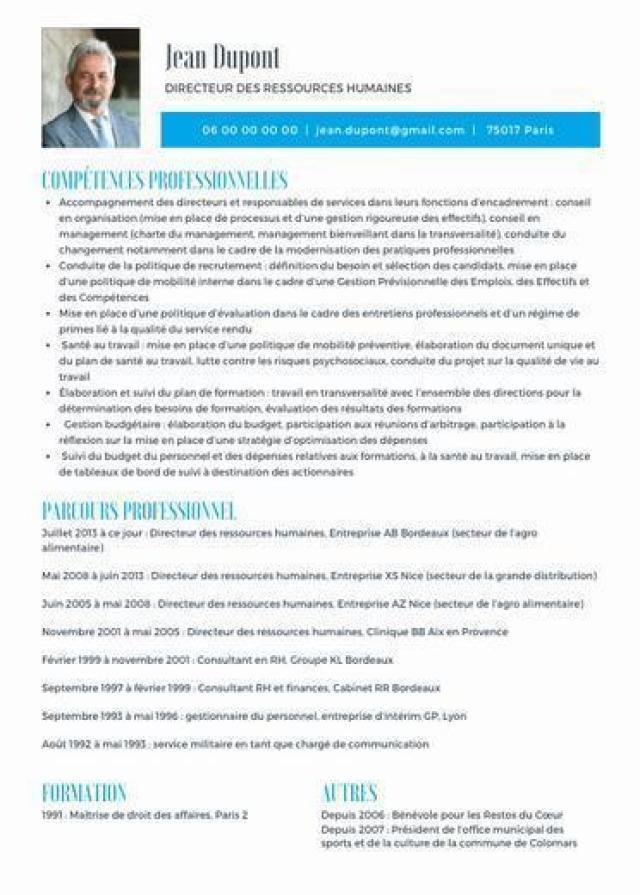 Jean Dupont
DIRECTEUR DES RESSOURCES HUMAINES
06 00 00 00 00 | jean.dupont@gmail.com | 75017 Paris
COMPÉTENCES PROFESSIONNELLES
• Accompagnement des directeurs et responsables de services dans leurs fonctions d'encadrement : conseil
en organisation (mise en place de processus et d'une gestion rigoureuse des effectifs), conseil en
management (charte du management, management bienveillant dans la transversalité), conduite du
changement notamment dans le cadre de la modernisation des pratiques professionnelles
• Conduite de la politique de recrutement : définition du besoin et sélection des candidats, mise en place
d'une politique de mobilité interne dans le cadre d'une Gestion Prévisionnelle des Emplois, des Effectifs et
des Compétences
• Mise en place d'une politique d'évaluation dans le cadre des entretiens professionnels et d'un régime de
primes lié à la qualité du service rendu
• Santé au travail : mise en place d'une politique de mobilité préventive, élaboration du document unique et
du plan de santé au travail, lutte contre les risques psychosociaux, conduite du projet sur la qualité de vie au
travail
• Élaboration et suivi du plan de formation : travail en transversalité avec l'ensemble des directions pour la
détermination des besoins de formation, évaluation des résultats des formations
• Gestion budgétaire : élaboration du budget, participation aux réunions d'arbitrage, participation à la
réflexion sur la mise en place d'une stratégie d'optimisation des dépenses
• Suivi du budget du personnel et des dépenses relatives aux formations, à la santé au travail, mise en place
de tableaux de bord de suivi à destination des actionnaires
PARCOURS PROFESSIONNEL
Juillet 2013 à ce jour : Directeur des ressources humaines, Entreprise AB Bordeaux (secteur de l'agro
alimentaire)
Mai 2008 à juin 2013 : Directeur des ressources humaines, Entreprise XS Nice (secteur de la grande distribution)
Juin 2005 à mai 2008 : Directeur des ressources humaines, Entreprise AZ Nice (secteur de l'agro alimentaire)
Novembre 2001 à mai 2005 : Directeur des ressources humaines, Clinique BB Aix en Provence
Février 1999 à novembre 2001 : Consultant en RH, Groupe KL Bordeaux
Septembre 1997 à février 1999 : Consultant RH et finances, Cabinet RR Bordeaux
Septembre 1993 à mai 1996 : gestionnaire du personnel, entreprise d'intérim GP, Lyon
Août 1992 à mai 1993 : service militaire en tant que chargé de communication
FORMATION
1991 : Maîtrise de droit des affaires, Paris 2
AUTRES
Depuis 2006 : Bénévole pour les Restos du Cœur
Depuis 2007 : Président de l'office municipal des
sports et de la culture de la commune de Colomars